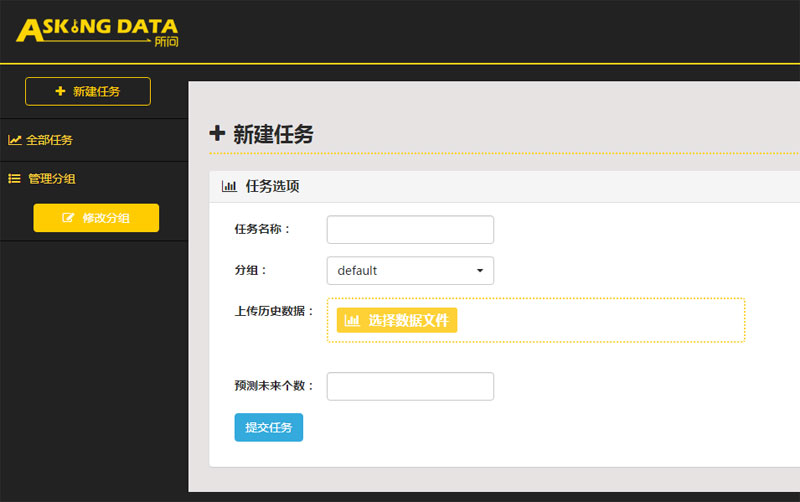 ASKING DATA
所问
新建任务
全部任务
管理分组
修改分组
新建任务
任务选项
任务名称：
分组：
default
上传历史数据：
选择数据文件
预测未来个数：
提交任务